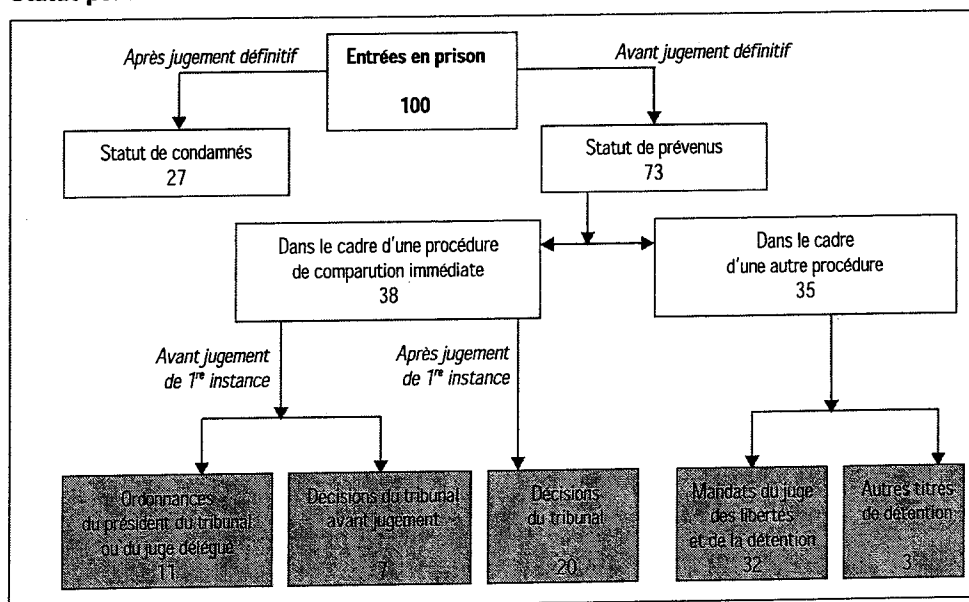 Après jugement définitif
Entrées en prison
100
Avant jugement définitif
Statut de condamnés
27
Statut de prévenus
73
Dans le cadre d'une procédure
de comparution immédiate
38
Dans le cadre
d'une autre procédure
35
Avant jugement
de 1re instance
Après jugement
de 1re instance
Ordonnances
du président du tribunal
ou du juge délégué
11
Décisions du tribunal
avant jugement
7
Décisions
du tribunal
20
Mandats du juge
des libertés
et de la détention
32
Autres titres
de détention
3